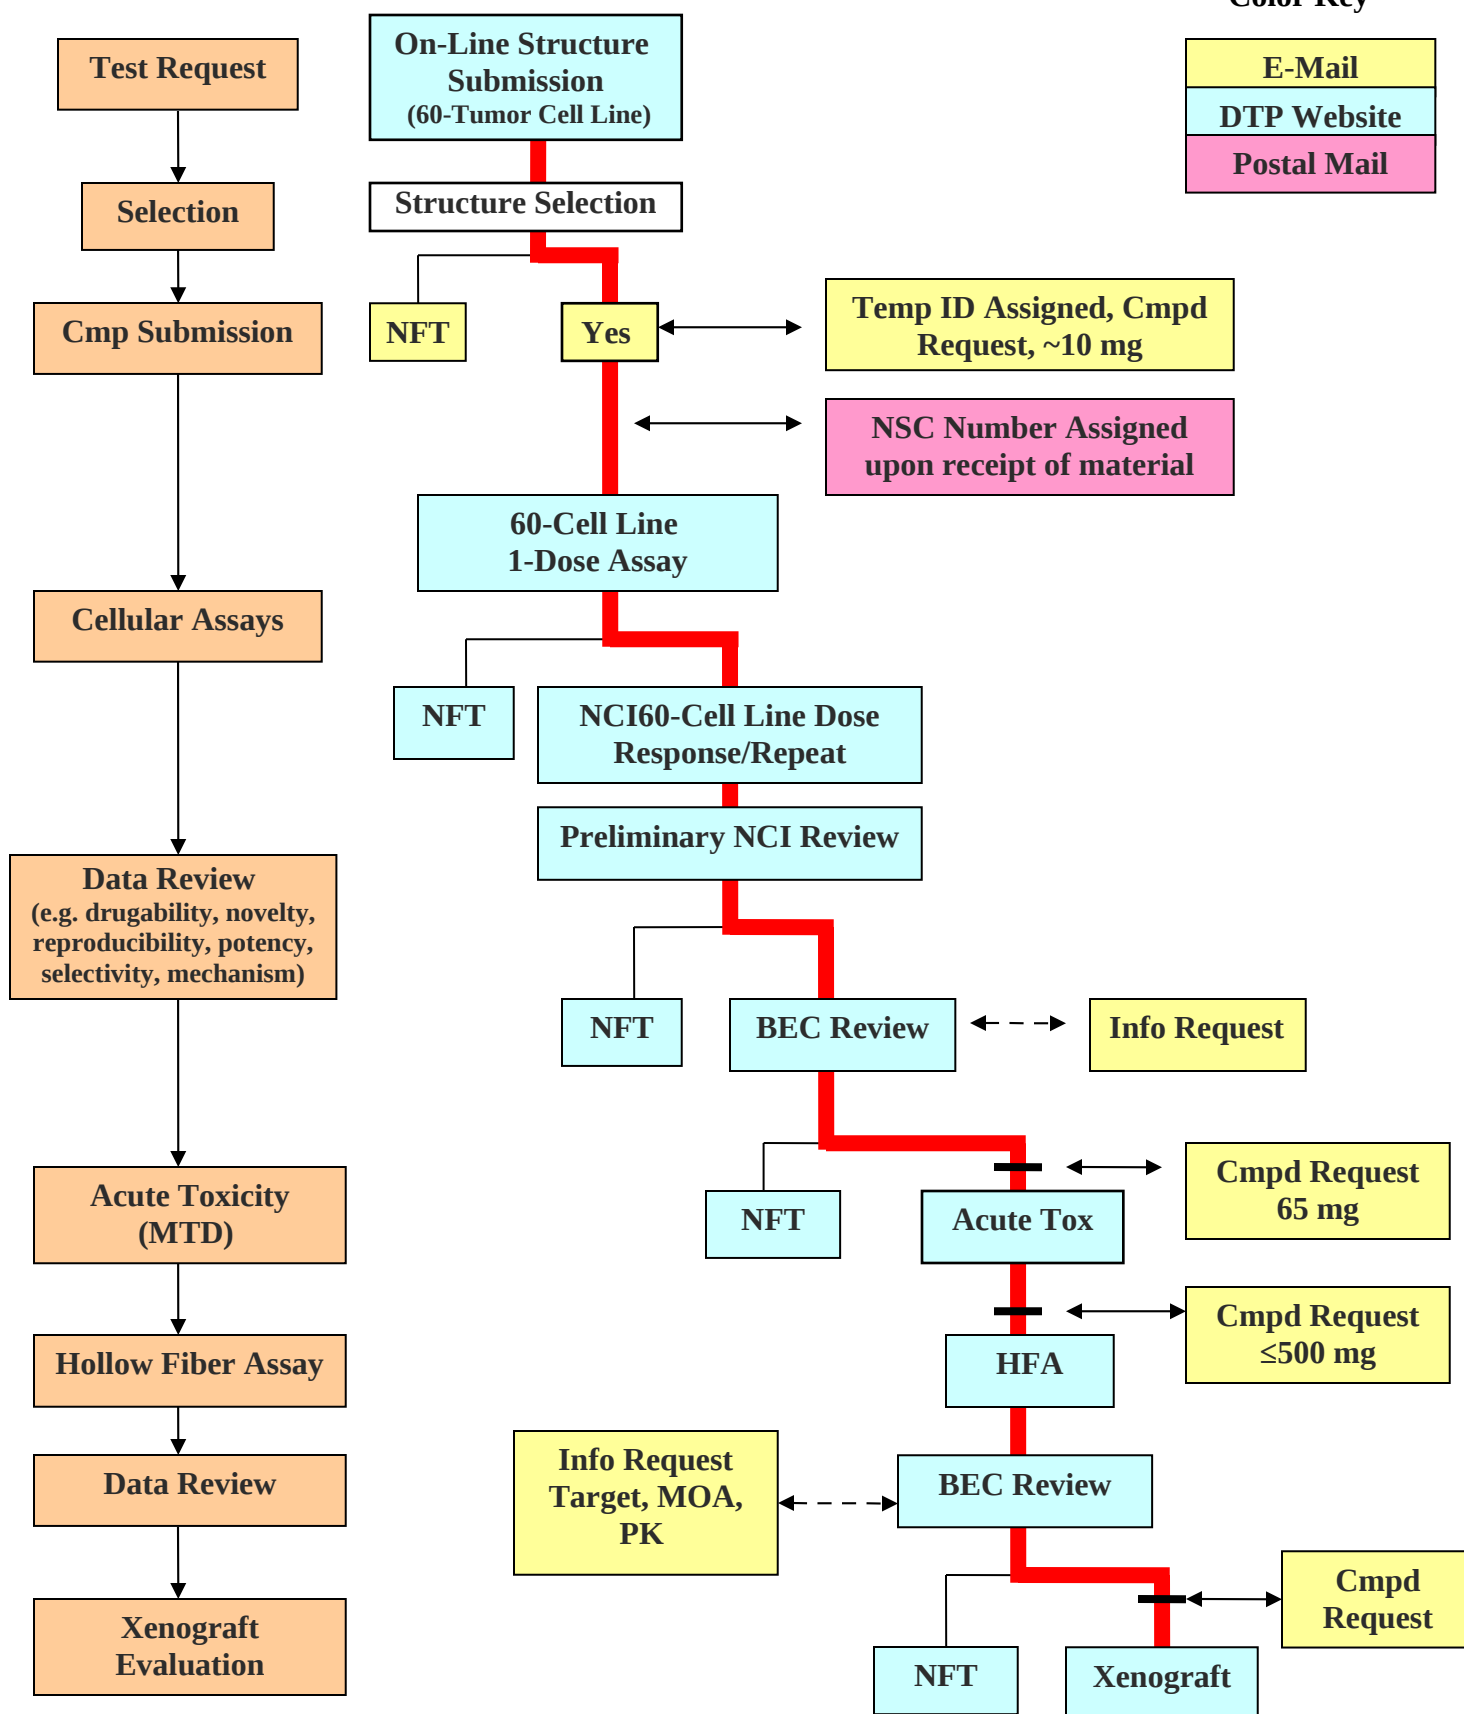 Color Key
E-Mail
DTP Website
Postal Mail
Test Request
Selection
Cmp Submission
Cellular Assays
Data Review
(e.g. drugability, novelty,
reproducibility, potency,
selectivity, mechanism)
Acute Toxicity
(MTD)
Hollow Fiber Assay
Data Review
Xenograft
Evaluation
On-Line Structure
Submission
(60-Tumor Cell Line)
Structure Selection
NFT
Yes
Temp ID Assigned, Cmpd
Request, ~10 mg
NSC Number Assigned
upon receipt of material
60-Cell Line
1-Dose Assay
NFT
NCI60-Cell Line Dose
Response/Repeat
Preliminary NCI Review
NFT
BEC Review
Info Request
NFT
Acute Tox
Cmpd Request
65 mg
Cmpd Request
≤500 mg
HFA
Info Request
Target, MOA,
PK
BEC Review
Cmpd
Request
NFT
Xenograft